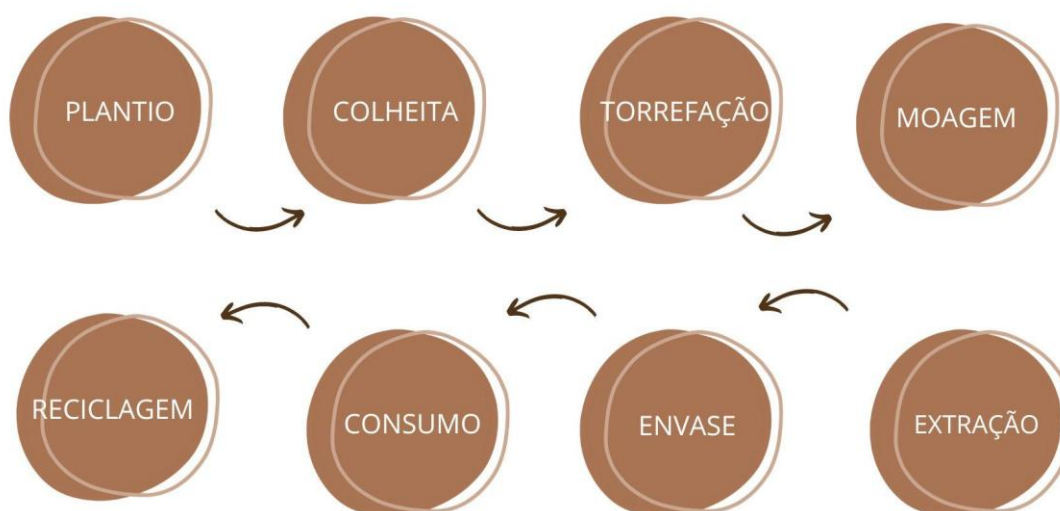 PLANTIO
COLHEITA
TORREFAÇÃO
MOAGEM
RECICLAGEM
CONSUMO
ENVASE
EXTRAÇÃO